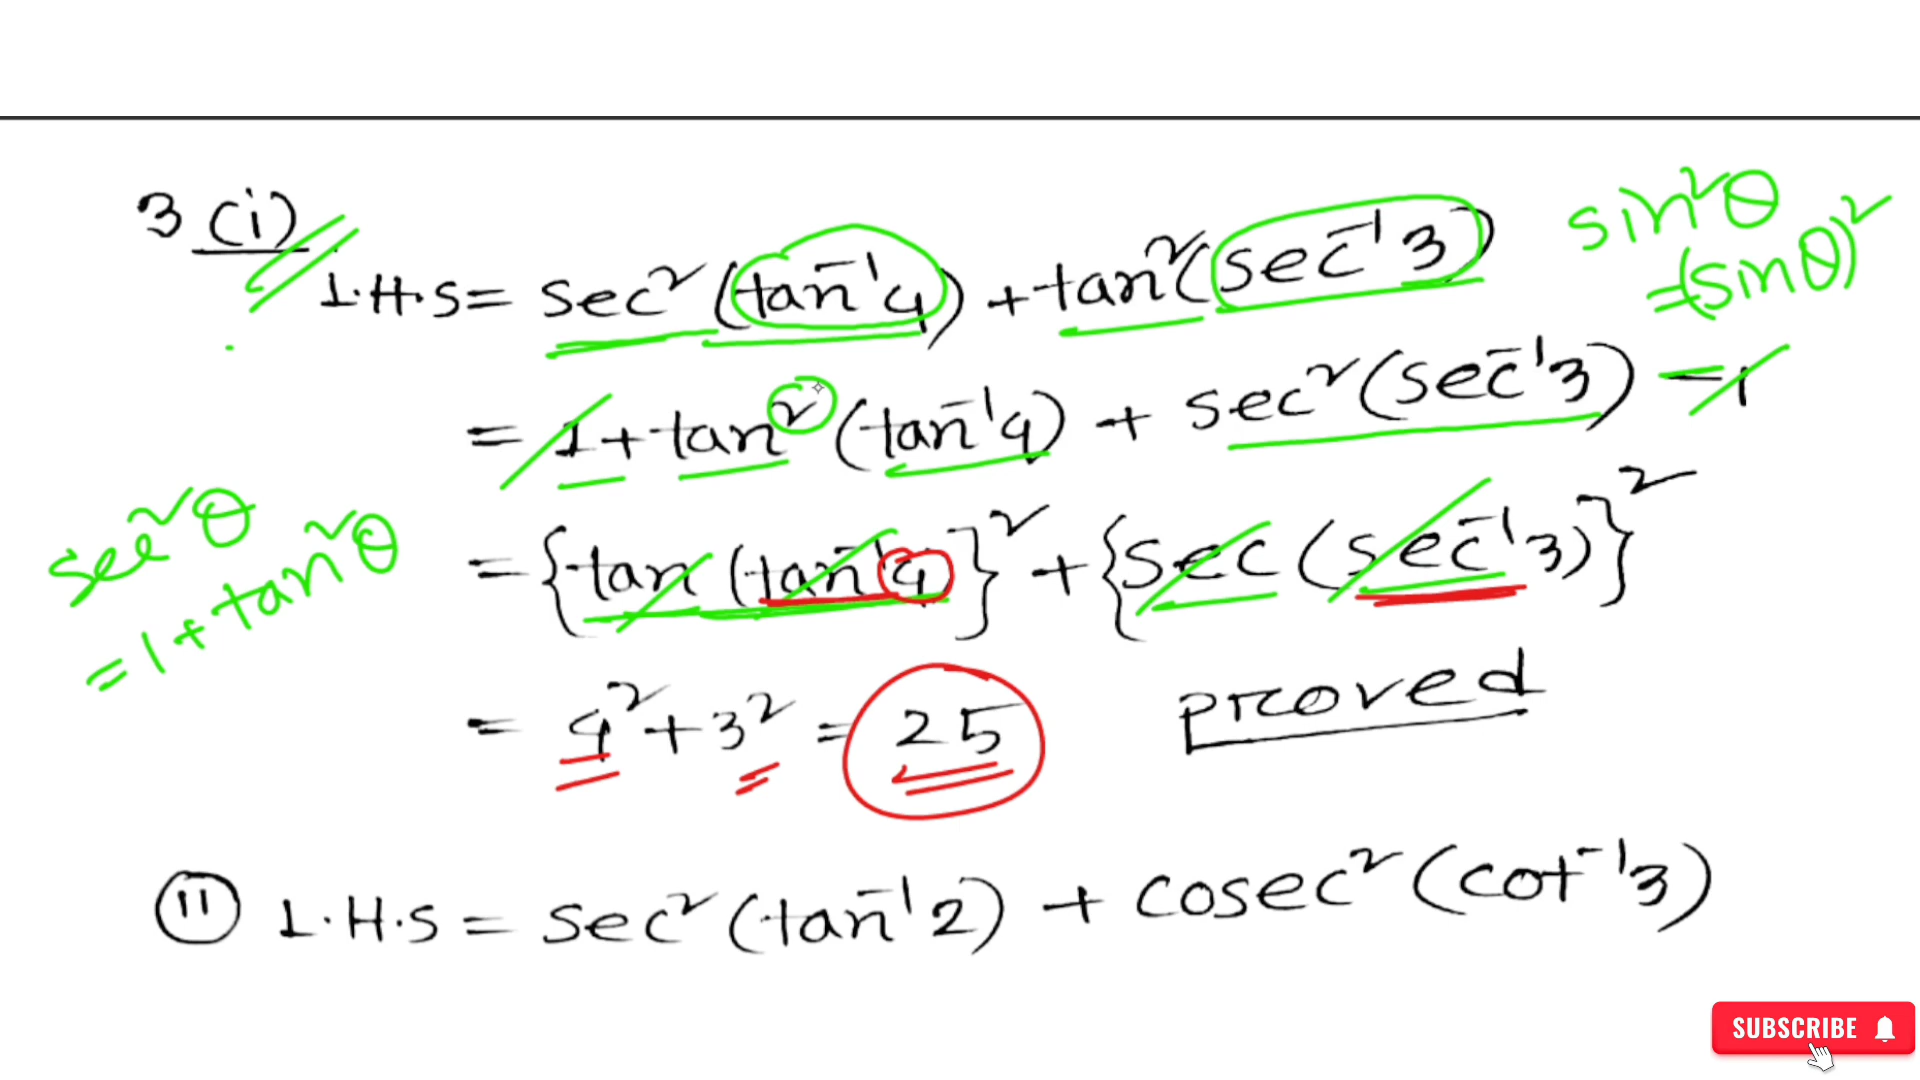 3 (i)
L.H.S = sec² (tan⁻¹4) + tan² (sec⁻¹3)
sin²θ
= (sinθ)²
= 1 + tan² (tan⁻¹4) + sec² (sec⁻¹3) - 1
sec²θ
= 1 + tan²θ
= {tan (tan⁻¹4)}² + {sec (sec⁻¹3)}²
= 4² + 3² = 25 proved
(ii) L.H.S = sec² (tan⁻¹2) + cosec² (cot⁻¹3)
SUBSCRIBE